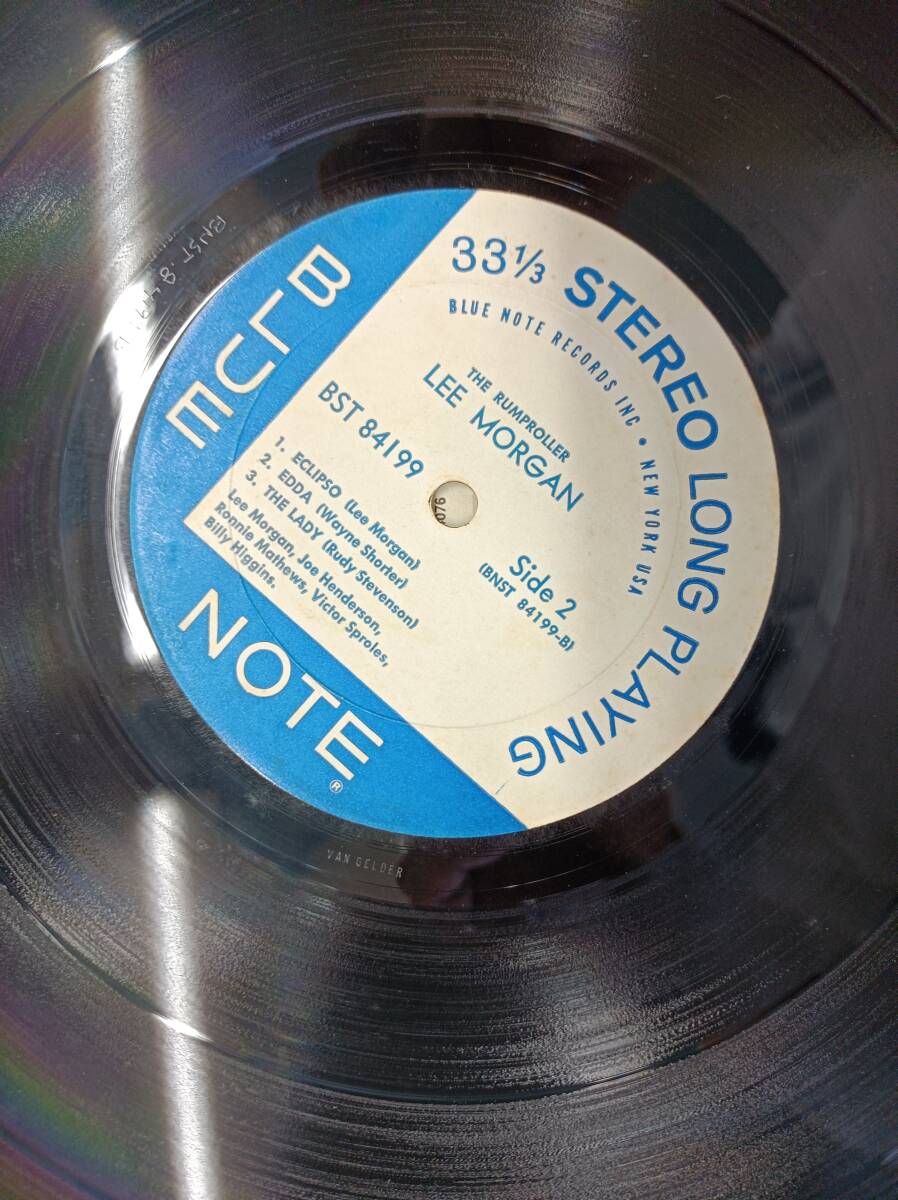 BLUE
NOTE
®
33 1/3 STEREO LONG PLAYING
BLUE NOTE RECORDS INC • NEW YORK USA
THE RUMPROLLER
LEE MORGAN
BST 84199
Side 2
(BNST 84199-B)
1. ECLIPSO (Lee Morgan)
2. EDDA (Wayne Shorter)
3. THE LADY (Rudy Stevenson)
Lee Morgan, Joe Henderson,
Ronnie Mathews, Victor Sproles,
Billy Higgins.
VAN GELDER